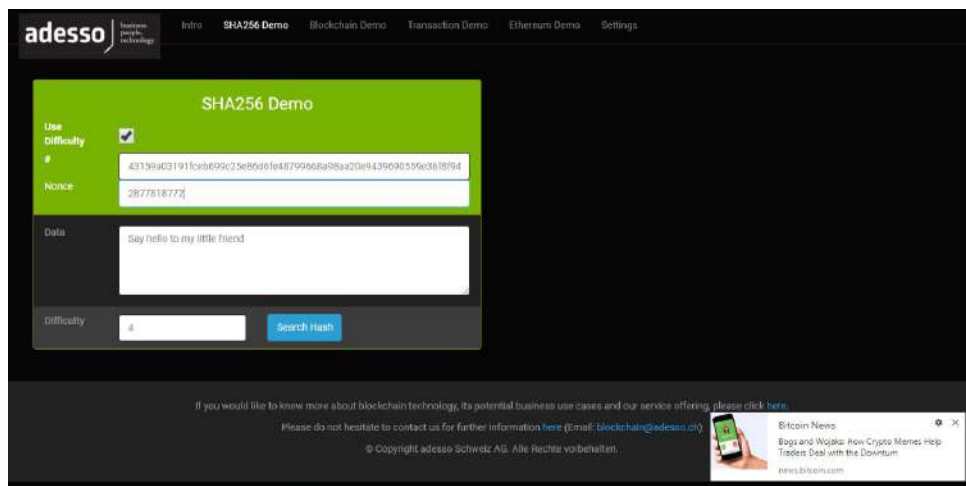 adesso business. people. technology.
Intro SHA256 Demo Blockchain Demo Transaction Demo Ethereum Demo Settings
SHA256 Demo
Use Difficulty
#
Nonce 2877818772
Data Say hello to my little friend
Difficulty 4 Search Hash
If you would like to know more about blockchain technology, its potential business use cases and our service offering, please click here.
Please do not hesitate to contact us for further information here (Email: blockchain@adesso.ch)
© Copyright adesso Schweiz AG. Alle Rechte vorbehalten.
Bitcoin News
Bogs and Wojaks: How Crypto Memes Help
Traders Deal with the Downturn
news.bitcoin.com